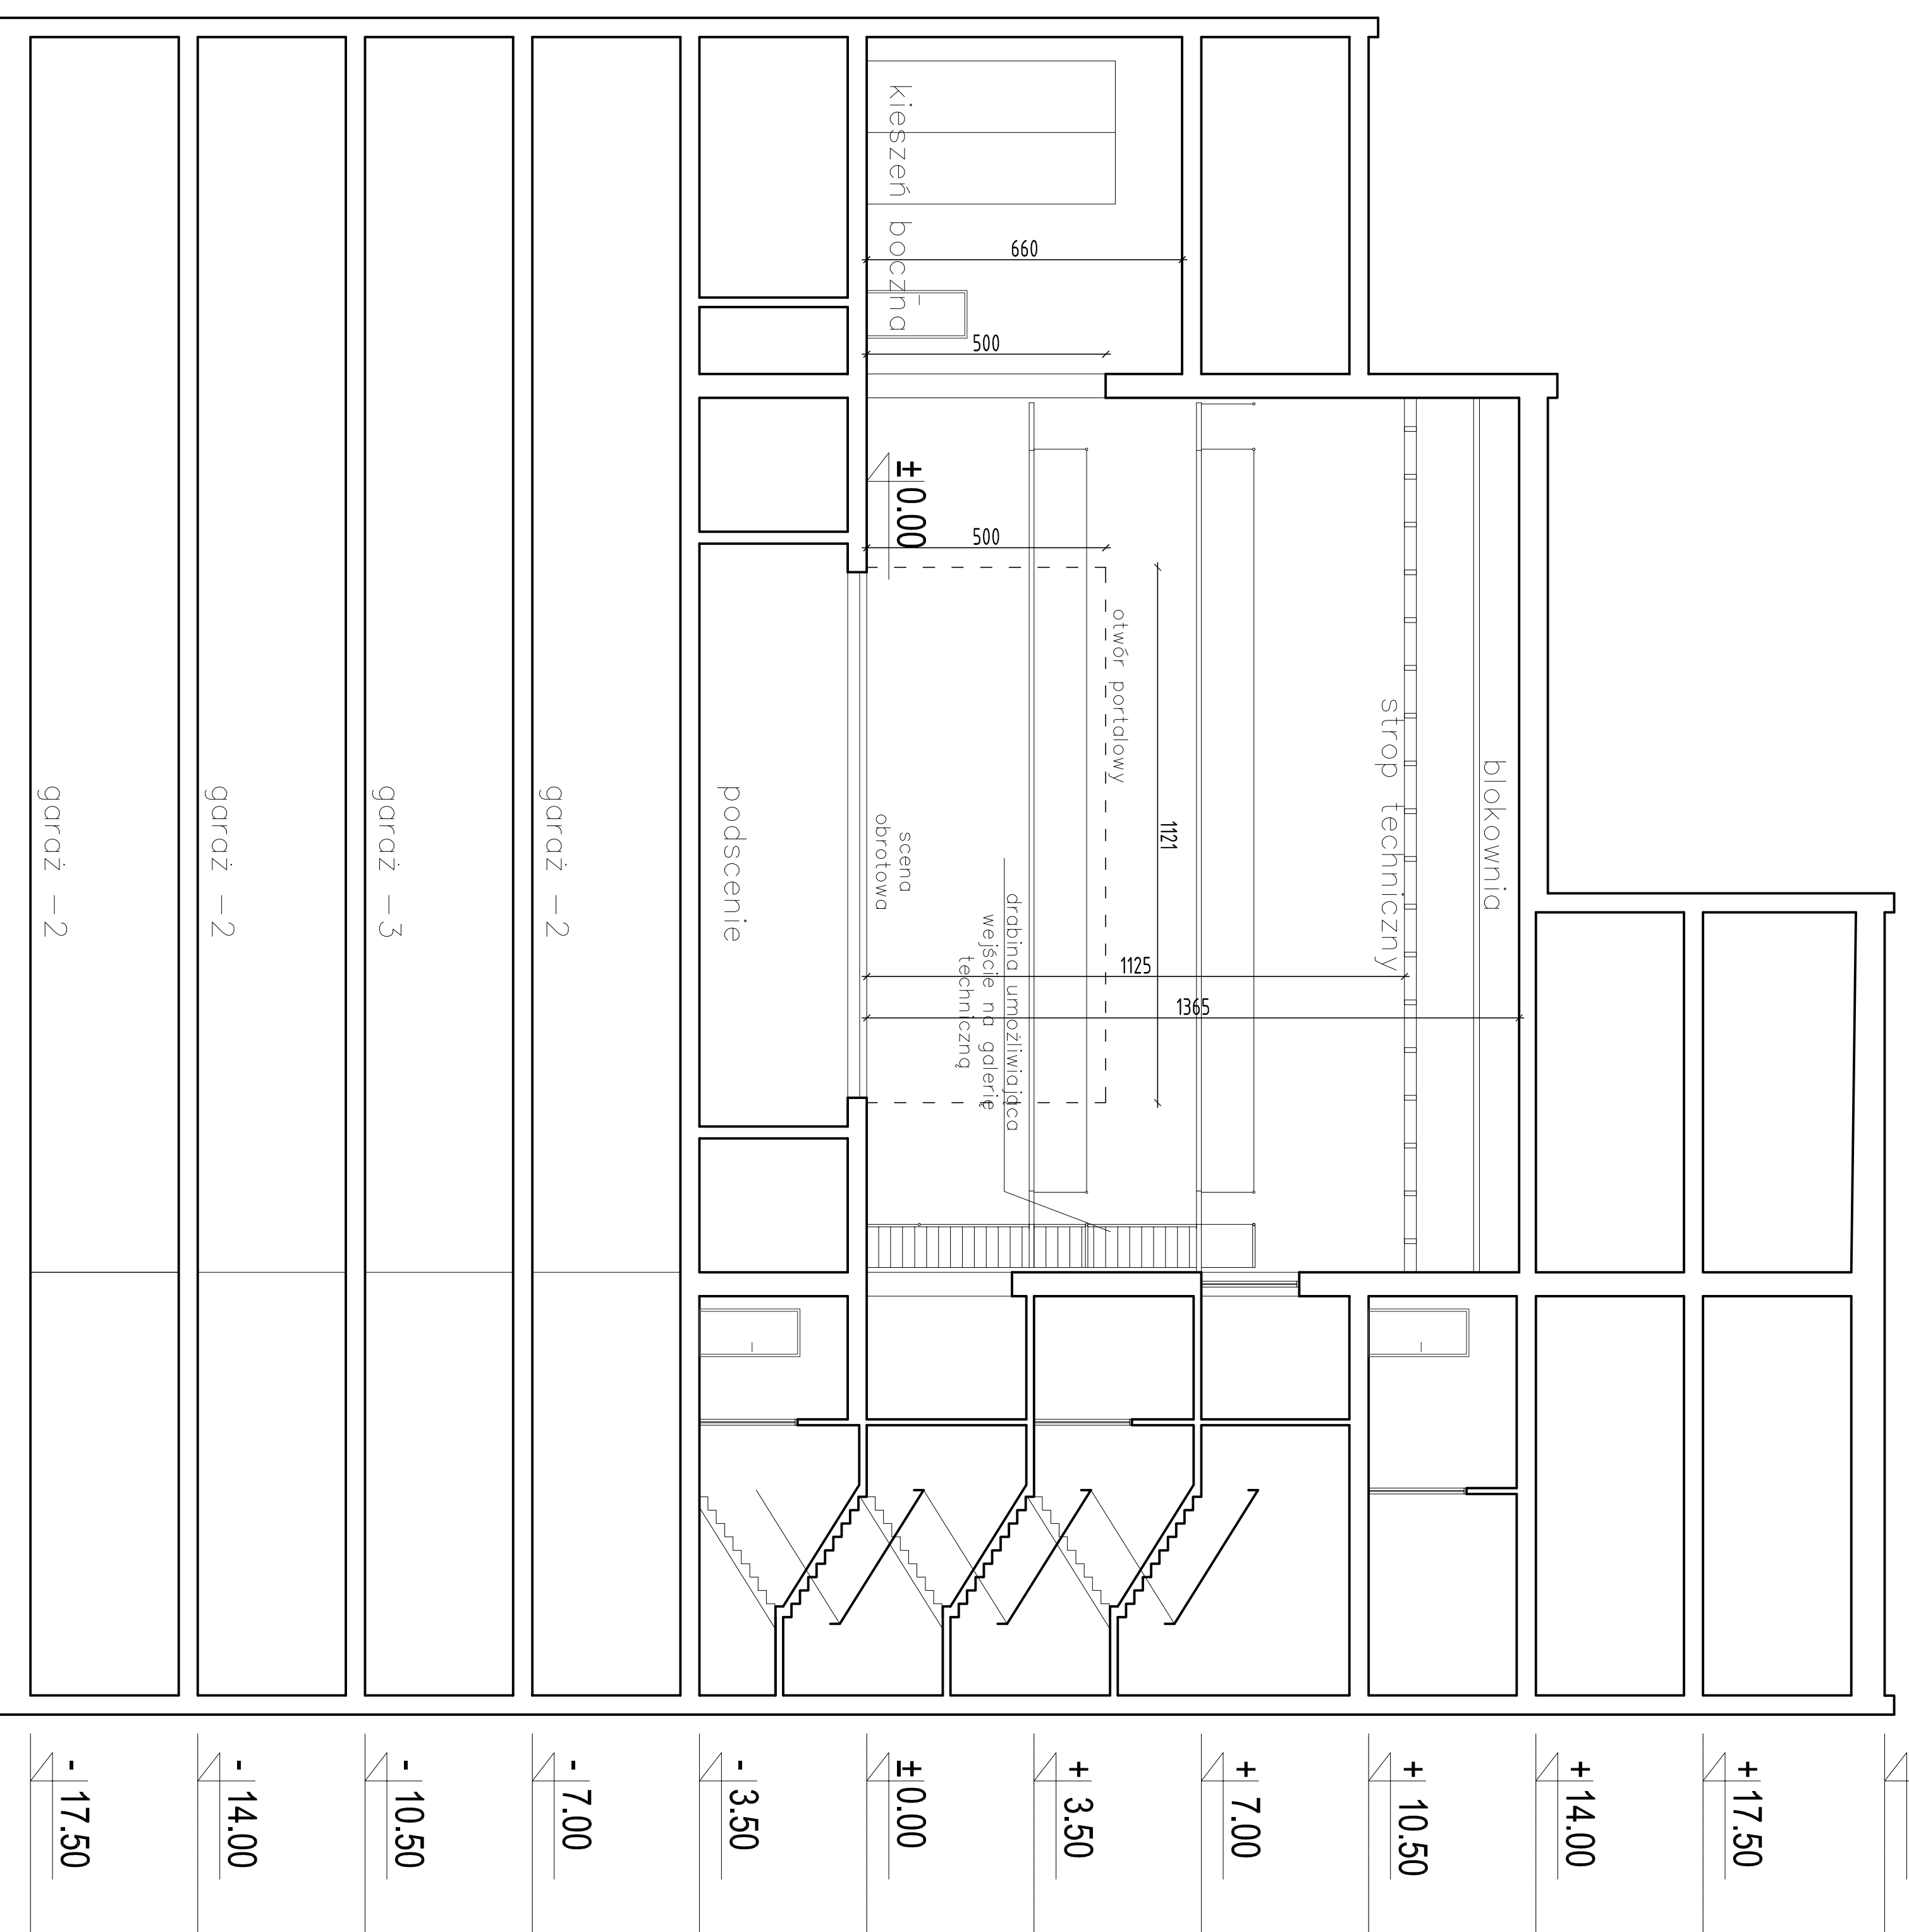 blokownia
strop techniczny
otwór portalowy
1121
1125
1365
kieszeń boczna
660
500
500
±0.00
drabina umożliwiająca
wejście na galerię
techniczną
scena
obrotowa
podscenie
garaż -2
garaż -3
garaż -2
garaż -2
+17.50
+14.00
+ 10.50
+ 7.00
+ 3.50
±0.00
- 3.50
- 7.00
- 10.50
- 14.00
- 17.50